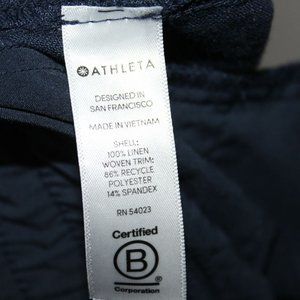 ATHLETA
DESIGNED IN
SAN FRANCISCO
MADE IN VIETNAM
SHELL:
100% LINEN
WOVEN TRIM:
86% RECYCLE
POLYESTER
14% SPANDEX
RN 54023
Certified
B
Corporation